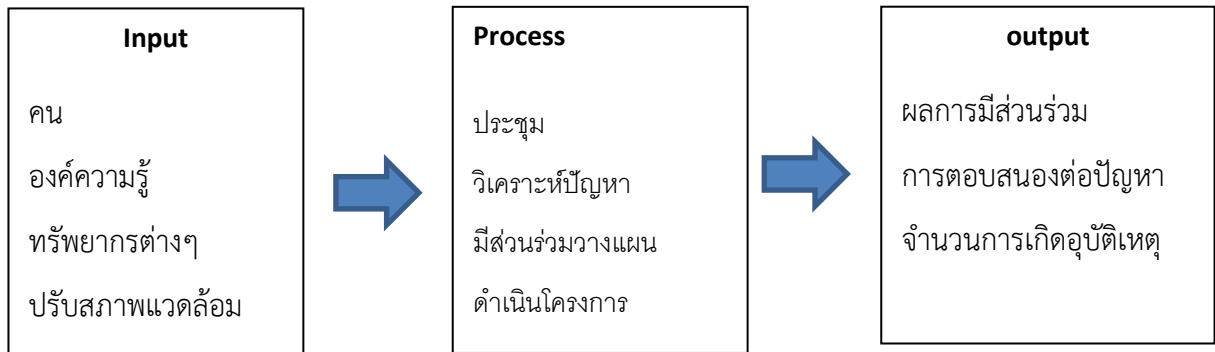 Input
คน
องค์ความรู้
ทรัพยากรต่างๆ
ปรับสภาพแวดล้อม
Process
ประชุม
วิเคราะห์ปัญหา
มีส่วนร่วมวางแผน
ดำเนินโครงการ
output
ผลการมีส่วนร่วม
การตอบสนองต่อปัญหา
จำนวนการเกิดอุบัติเหตุ